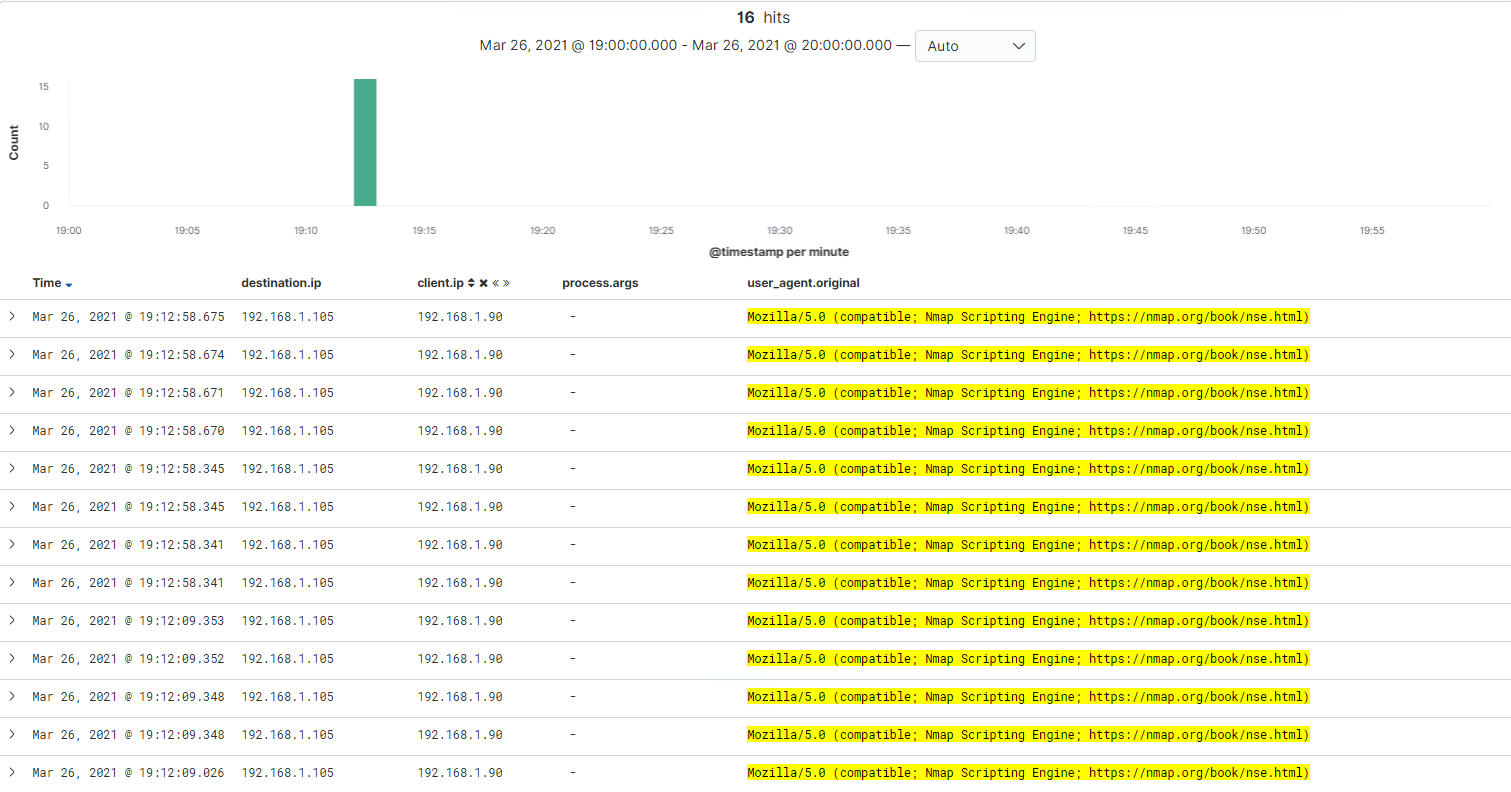 16 hits
Mar 26, 2021 @ 19:00:00.000 - Mar 26, 2021 @ 20:00:00.000 — Auto
15
10
5
0
Count
19:00 19:05 19:10 19:15 19:20 19:25 19:30 19:35 19:40 19:45 19:50 19:55
@timestamp per minute
Time destination.ip client.ip process.args user_agent.original
Mar 26, 2021 @ 19:12:58.675 192.168.1.105 192.168.1.90 - Mozilla/5.0 (compatible; Nmap Scripting Engine; https://nmap.org/book/nse.html)
Mar 26, 2021 @ 19:12:58.674 192.168.1.105 192.168.1.90 - Mozilla/5.0 (compatible; Nmap Scripting Engine; https://nmap.org/book/nse.html)
Mar 26, 2021 @ 19:12:58.671 192.168.1.105 192.168.1.90 - Mozilla/5.0 (compatible; Nmap Scripting Engine; https://nmap.org/book/nse.html)
Mar 26, 2021 @ 19:12:58.670 192.168.1.105 192.168.1.90 - Mozilla/5.0 (compatible; Nmap Scripting Engine; https://nmap.org/book/nse.html)
Mar 26, 2021 @ 19:12:58.345 192.168.1.105 192.168.1.90 - Mozilla/5.0 (compatible; Nmap Scripting Engine; https://nmap.org/book/nse.html)
Mar 26, 2021 @ 19:12:58.345 192.168.1.105 192.168.1.90 - Mozilla/5.0 (compatible; Nmap Scripting Engine; https://nmap.org/book/nse.html)
Mar 26, 2021 @ 19:12:58.341 192.168.1.105 192.168.1.90 - Mozilla/5.0 (compatible; Nmap Scripting Engine; https://nmap.org/book/nse.html)
Mar 26, 2021 @ 19:12:58.341 192.168.1.105 192.168.1.90 - Mozilla/5.0 (compatible; Nmap Scripting Engine; https://nmap.org/book/nse.html)
Mar 26, 2021 @ 19:12:09.353 192.168.1.105 192.168.1.90 - Mozilla/5.0 (compatible; Nmap Scripting Engine; https://nmap.org/book/nse.html)
Mar 26, 2021 @ 19:12:09.352 192.168.1.105 192.168.1.90 - Mozilla/5.0 (compatible; Nmap Scripting Engine; https://nmap.org/book/nse.html)
Mar 26, 2021 @ 19:12:09.348 192.168.1.105 192.168.1.90 - Mozilla/5.0 (compatible; Nmap Scripting Engine; https://nmap.org/book/nse.html)
Mar 26, 2021 @ 19:12:09.348 192.168.1.105 192.168.1.90 - Mozilla/5.0 (compatible; Nmap Scripting Engine; https://nmap.org/book/nse.html)
Mar 26, 2021 @ 19:12:09.026 192.168.1.105 192.168.1.90 - Mozilla/5.0 (compatible; Nmap Scripting Engine; https://nmap.org/book/nse.html)